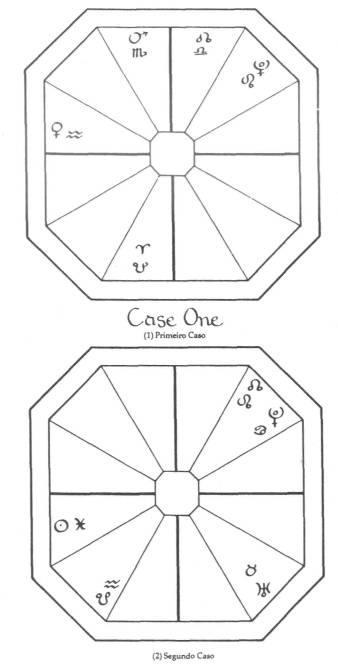 Case One
(1) Primeiro Caso
(2) Segundo Caso